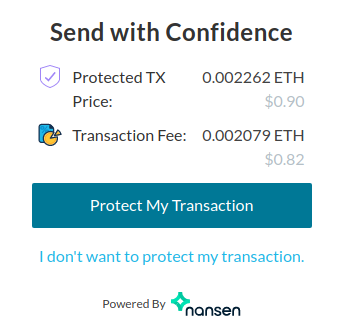 Send with Confidence
Protected TX Price: 0.002262 ETH
$0.90
Transaction Fee: 0.002079 ETH
$0.82
Protect My Transaction
I don't want to protect my transaction.
Powered By nansen